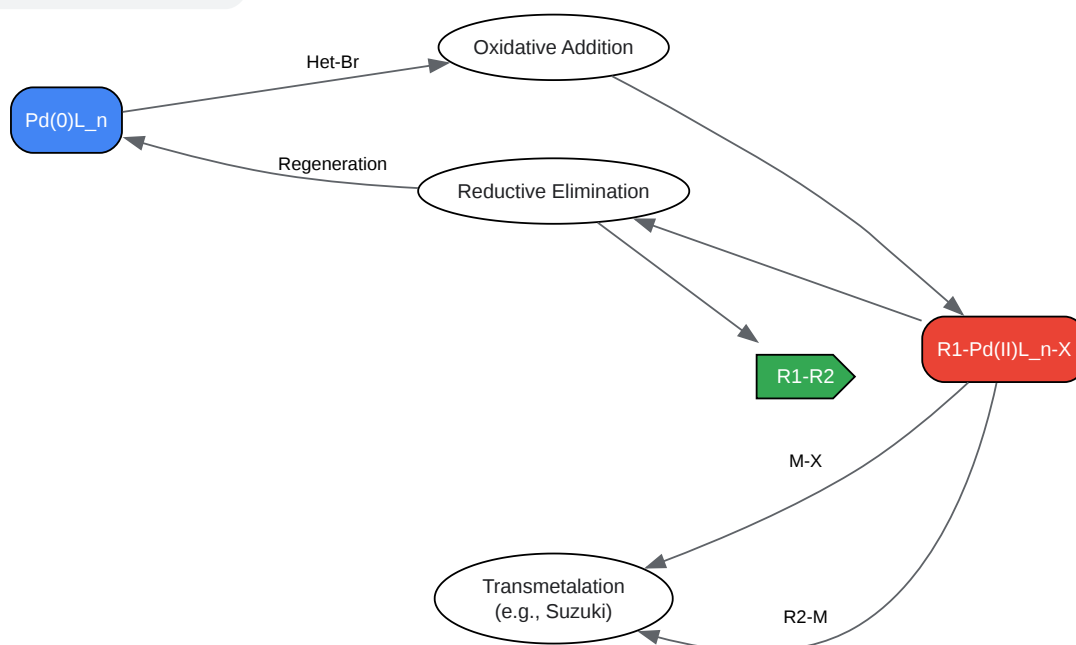 Oxidative Addition
Het-Br
Pd(0)L_n
Regeneration
Reductive Elimination
R1-Pd(II)L_n-X
R1-R2
M-X
Transmetalation
(e.g., Suzuki)
R2-M